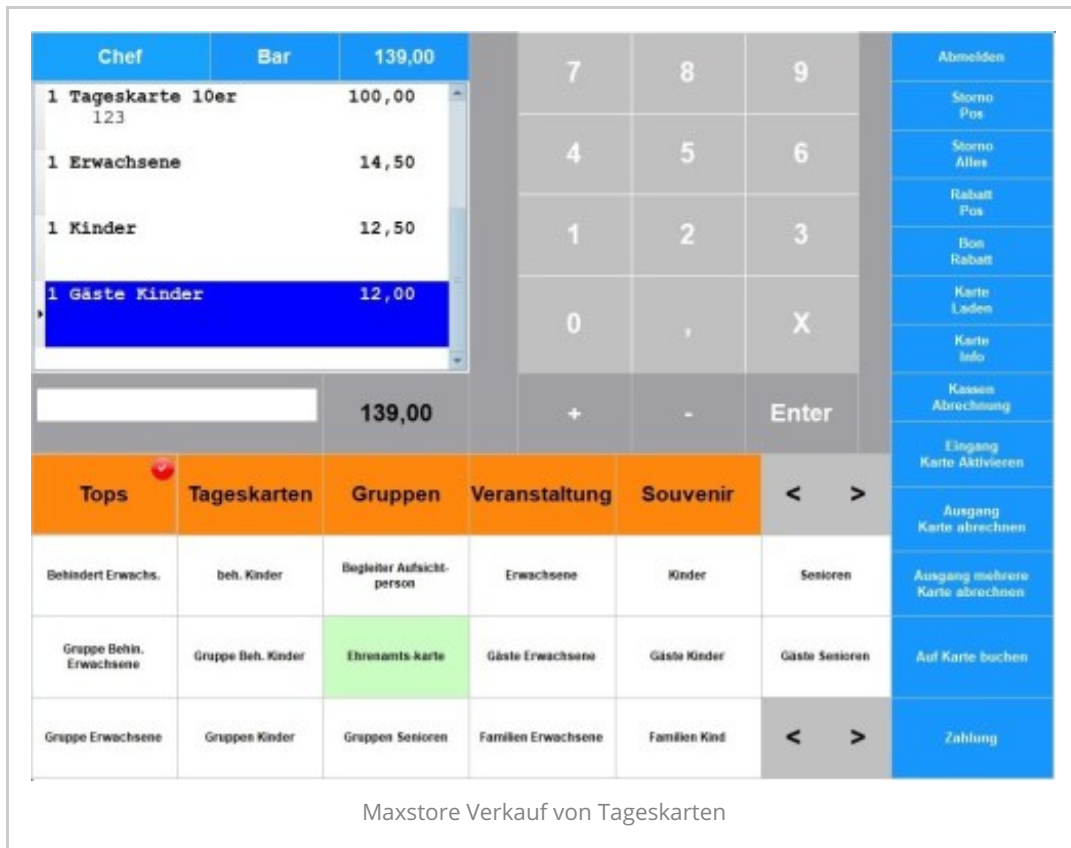 Chef Bar 139,00
1 Tageskarte 10er 100,00
123
1 Erwachsene 14,50
1 Kinder 12,50
1 Gäste Kinder 12,00
139,00
7 8 9
4 5 6
1 2 3
0 , X
+ - Enter
Abmelden
Storno
Pos
Storno
Alles
Rabatt
Pos
Bon
Rabatt
Karte
Laden
Karte
Info
Kassen
Abrechnung
Eingang
Karte Aktivieren
Ausgang
Karte abrechnen
Ausgang mehrere
Karte abrechnen
Auf Karte buchen
Zahlung
Tops Tageskarten Gruppen Veranstaltung Souvenir < >
Behindert Erwachs. beh. Kinder Begleiter Aufsicht-
person Erwachsene Kinder Senioren
Gruppe Behin.
Erwachsene Gruppe Beh. Kinder Ehrenamts-karte Gäste Erwachsene Gäste Kinder Gäste Senioren
Gruppe Erwachsene Gruppen Kinder Gruppen Senioren Familien Erwachsene Familien Kind < >
Maxstore Verkauf von Tageskarten